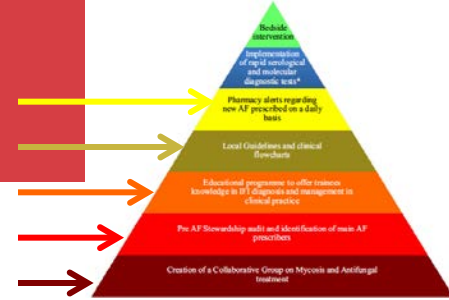 Bedside
intervention
Implementation
of rapid serological
and molecular
diagnostic tests*
Pharmacy alerts regarding
new AF prescribed on a daily
basis
Local Guidelines and clinical
flowcharts
Educational programme to offer trainees
knowledge in IFI diagnosis and management in
clinical practice
Pre AF Stewardship audit and identification of main AF
prescribers
Creation of a Collaborative Group on Mycosis and Antifungal
treatment